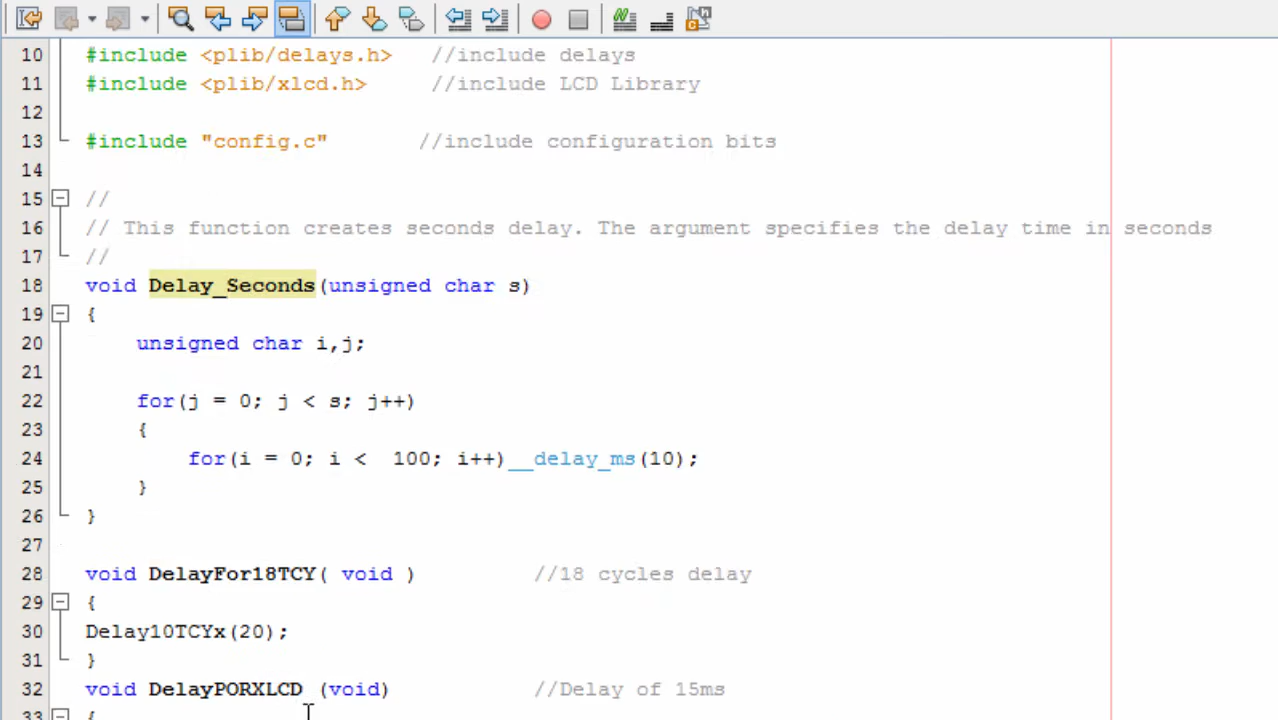 10 #include <plib/delays.h> //include delays
11 #include <plib/xlcd.h> //include LCD Library
12
13 #include "config.c" //include configuration bits
14
15 //
16 // This function creates seconds delay. The argument specifies the delay time in seconds
17 //
18 void Delay_Seconds(unsigned char s)
19 {
20 unsigned char i,j;
21
22 for(j = 0; j < s; j++)
23 {
24 for(i = 0; i < 100; i++)__delay_ms(10);
25 }
26 }
27
28 void DelayFor18TCY( void ) //18 cycles delay
29 {
30 Delay10TCYx(20);
31 }
32 void DelayPORXLCD (void) //Delay of 15ms
33 {